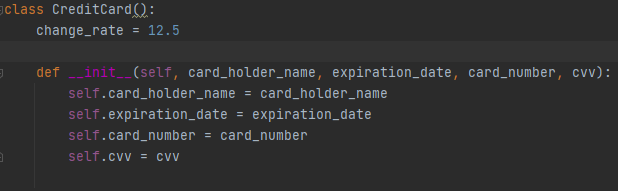 class CreditCard():
    change_rate = 12.5

    def __init__(self, card_holder_name, expiration_date, card_number, cvv):
        self.card_holder_name = card_holder_name
        self.expiration_date = expiration_date
        self.card_number = card_number
        self.cvv = cvv